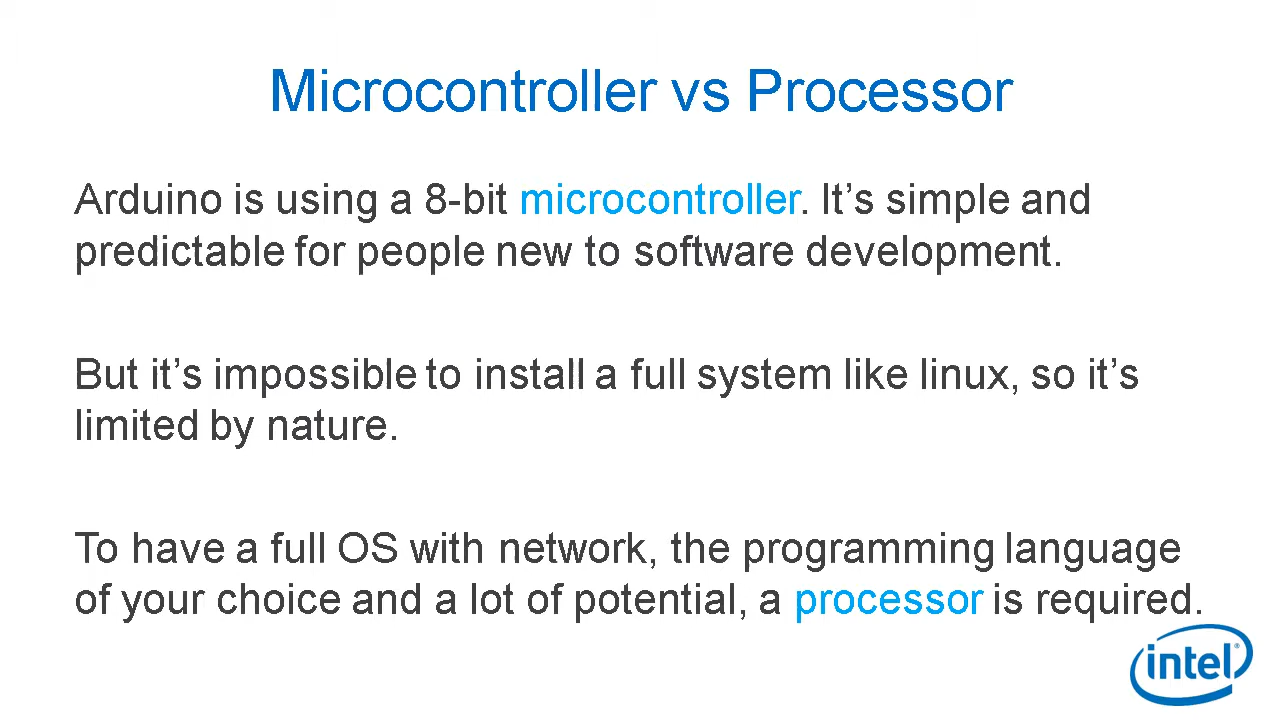 Microcontroller vs Processor
Arduino is using a 8-bit microcontroller. It’s simple and
predictable for people new to software development.
But it’s impossible to install a full system like linux, so it’s
limited by nature.
To have a full OS with network, the programming language
of your choice and a lot of potential, a processor is required.
intel®